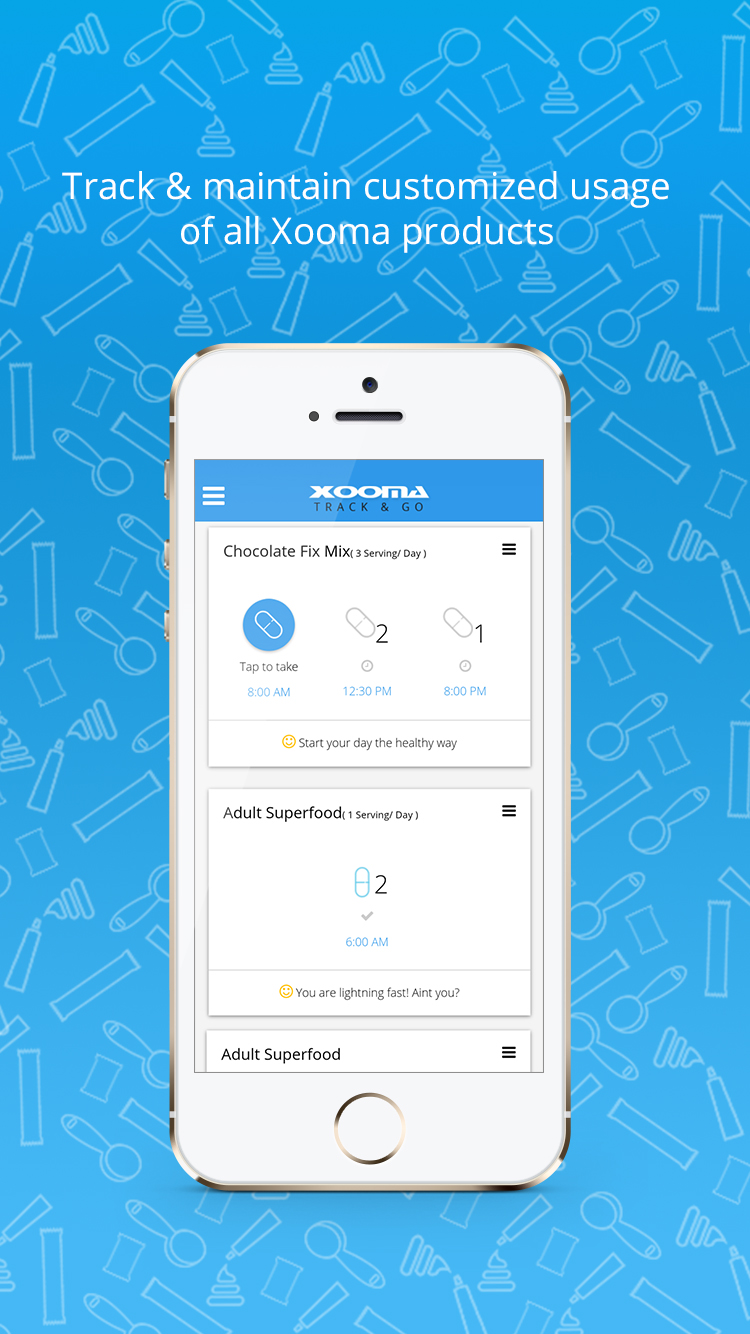 Track & maintain customized usage
of all Xooma products
XOOMA
TRACK & GO
Chocolate Fix Mix( 3 Serving/ Day )
2
1
Tap to take
8:00 AM
12:30 PM
8:00 PM
Start your day the healthy way
Adult Superfood( 1 Serving/ Day )
2
6:00 AM
You are lightning fast! Aint you?
Adult Superfood